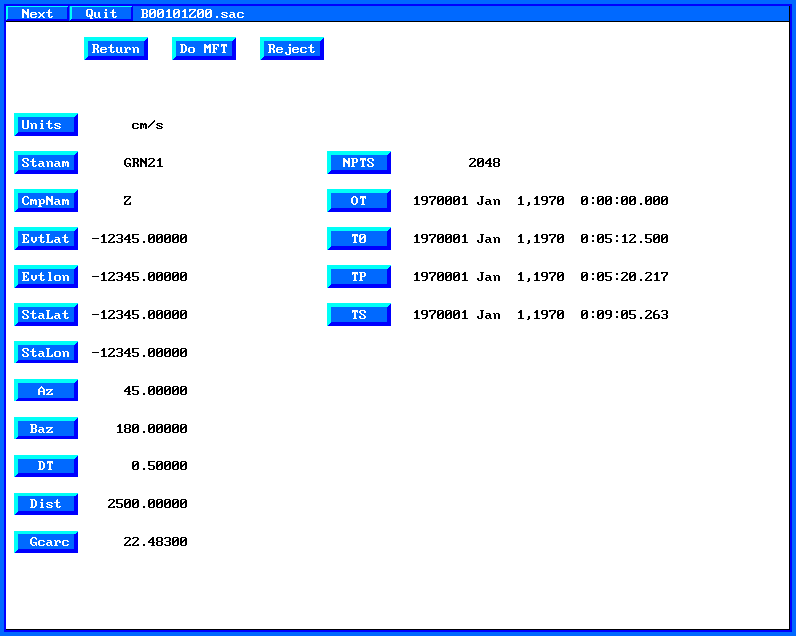 Next Quit B00101Z00.sac
Return Do MFT Reject
Units cm/s
Stanam GRN21 NPTS 2048
CmpNam Z OT 1970001 Jan 1,1970 0:00:00.000
EvtLat -12345.00000 T0 1970001 Jan 1,1970 0:05:12.500
Evtlon -12345.00000 TP 1970001 Jan 1,1970 0:05:20.217
StaLat -12345.00000 TS 1970001 Jan 1,1970 0:09:05.263
StaLon -12345.00000
Az 45.00000
Baz 180.00000
DT 0.50000
Dist 2500.00000
Gcarc 22.48300